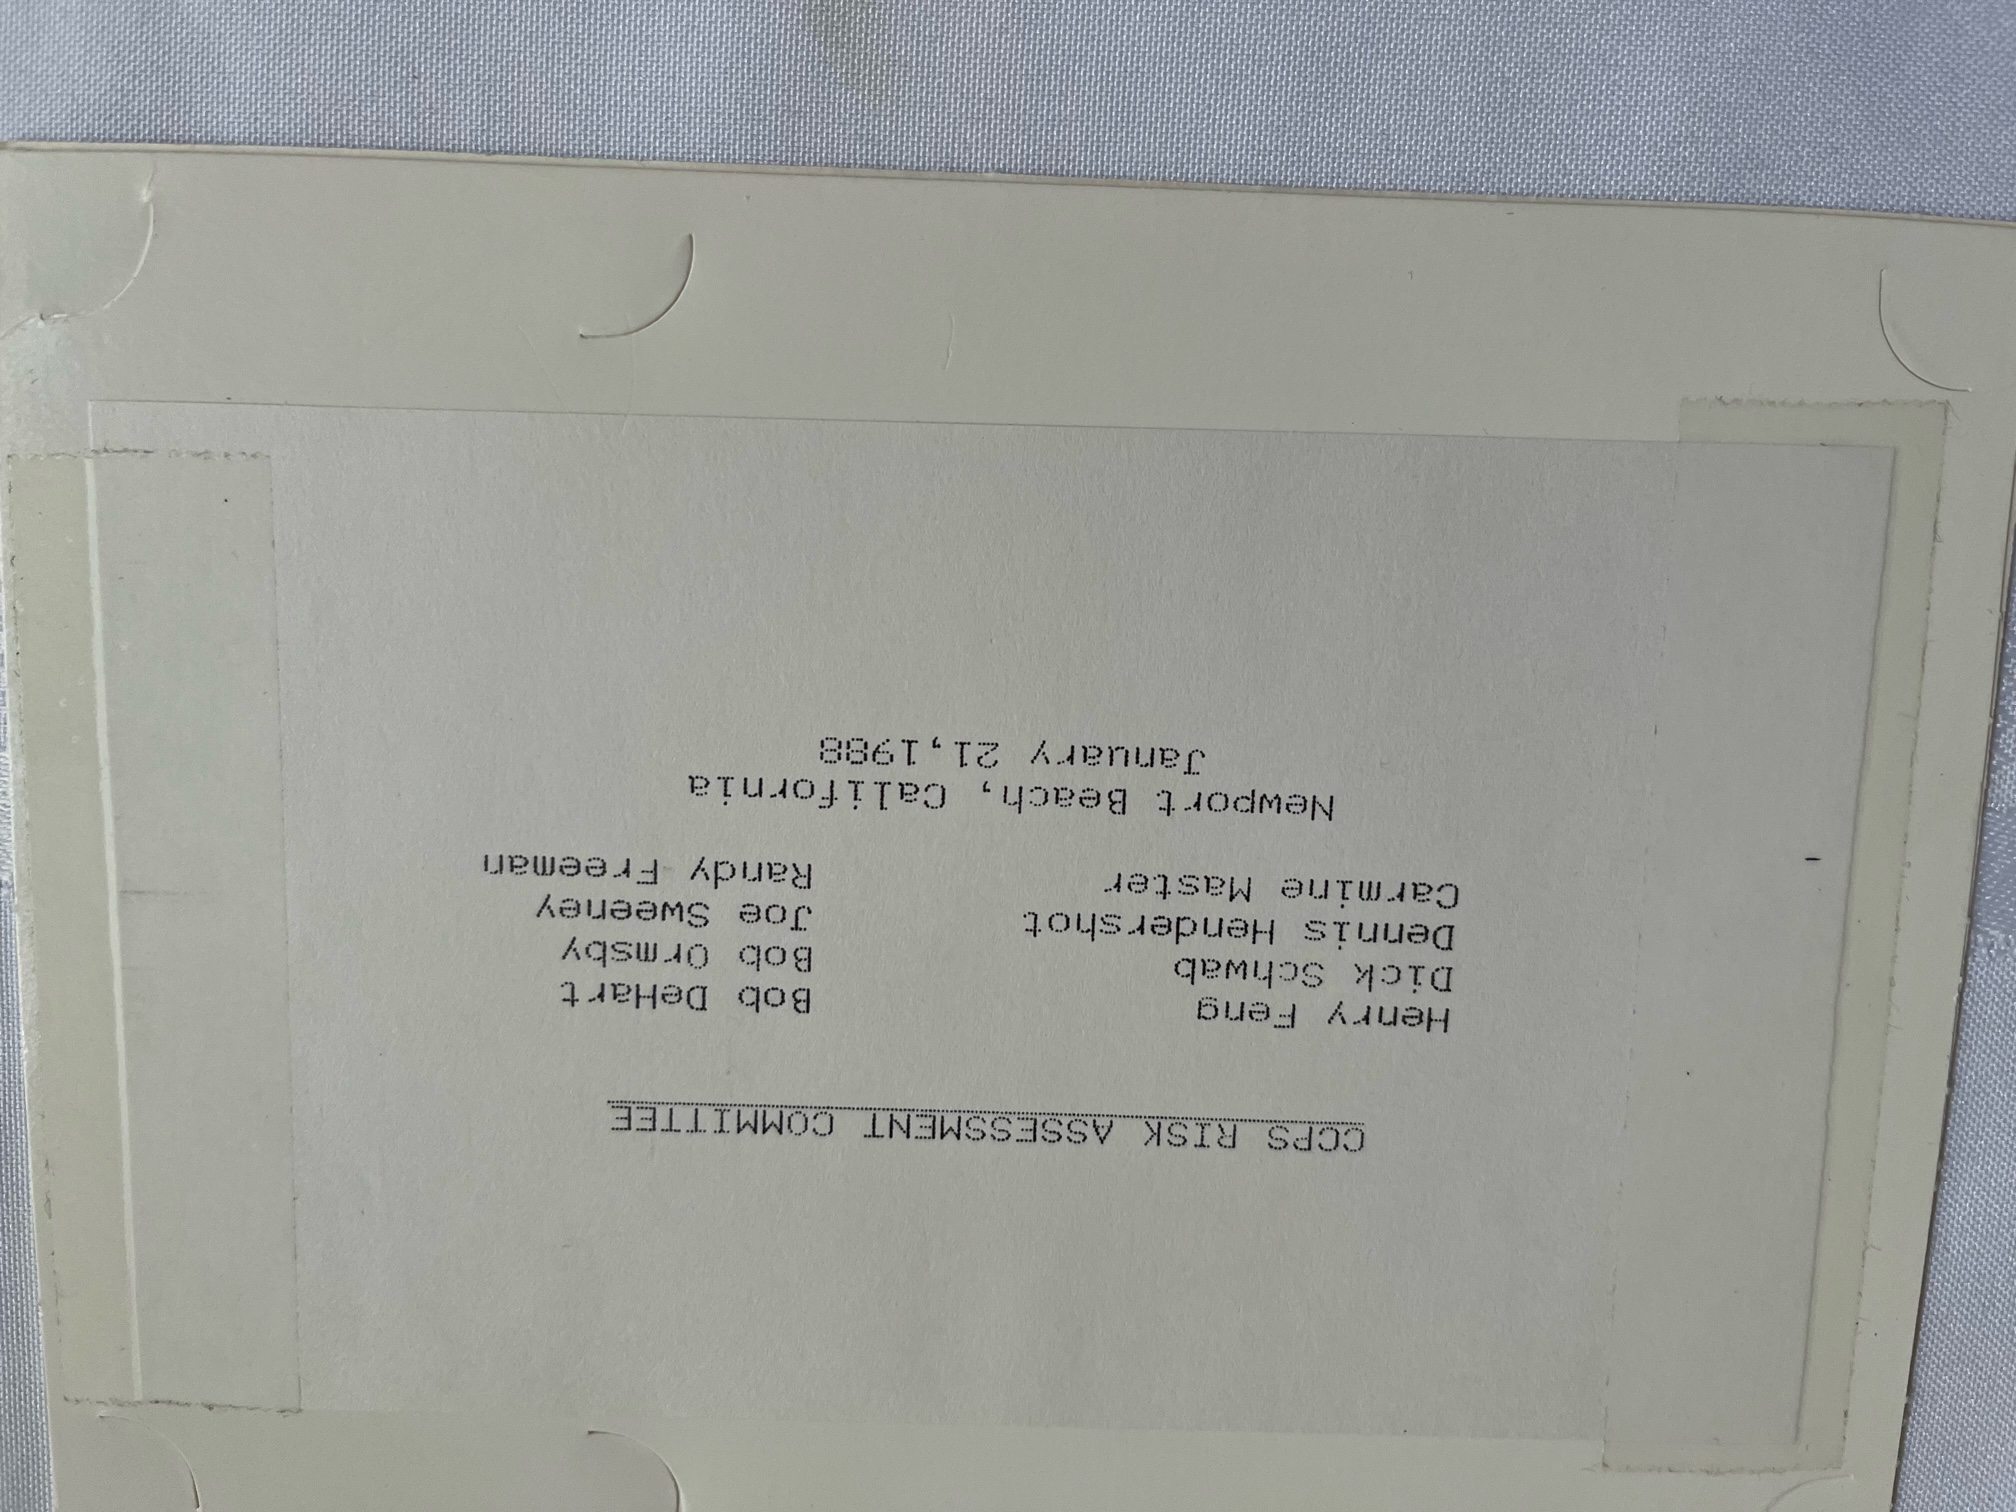 CCPS RISK ASSESSMENT COMMITTEE
Henry Feng Bob DeHart
Dick Schwab Bob Ormsby
Dennis Hendershot Joe Sweeney
Carmine Master Randy Freeman
Newport Beach, California
January 21,1988